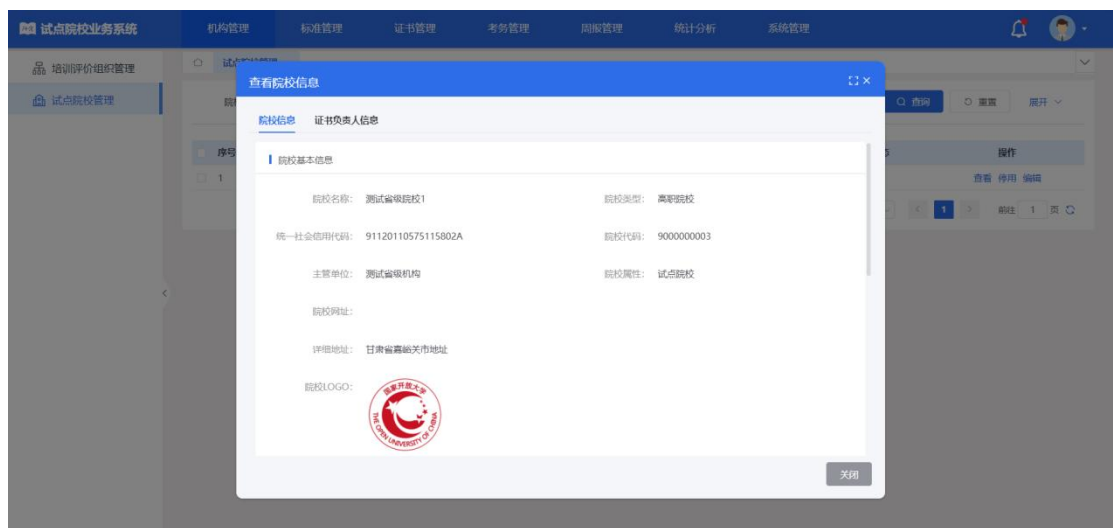 试点院校业务系统 机构管理 标准管理 证书管理 考务管理 周报管理 统计分析 系统管理
培训评价组织管理
试点院校管理
查看院校信息
查询 重置 展开
院校信息 证书负责人信息
序号 操作
院校基本信息
1 查看 停用 编辑
院校名称: 测试省级院校1 院校类型: 高职院校
1 前往 1 页
统一社会信用代码: 91120110575115802A 院校代码: 9000000003
主管单位: 测试省级机构 院校属性: 试点院校
院校网址:
详细地址: 甘肃省嘉峪关市地址
院校LOGO:
国家开放大学
THE OPEN UNIVERSITY OF CHINA
关闭